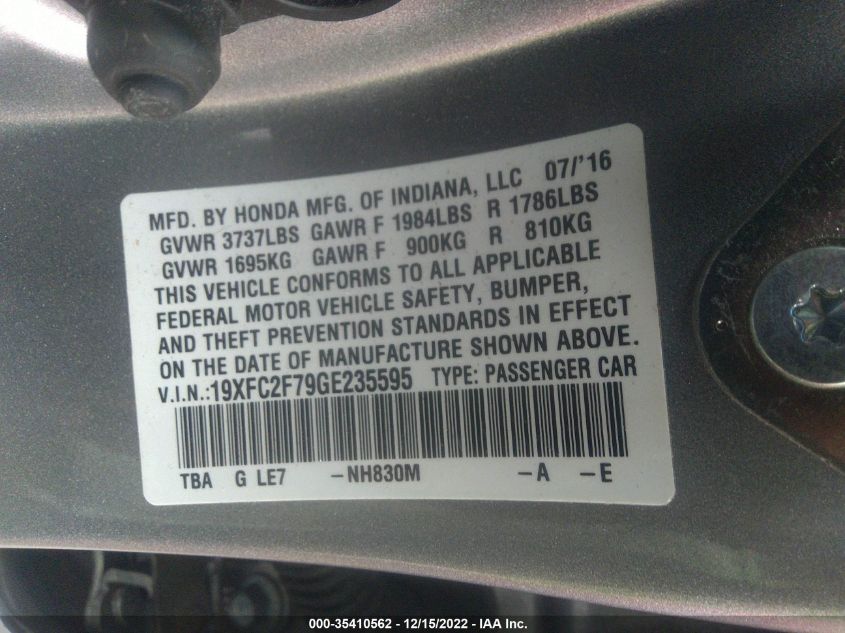 MFD. BY HONDA MFG. OF INDIANA, LLC 07/'16
GVWR 3737LBS GAWR F 1984LBS R 1786LBS
GVWR 1695KG GAWR F 900KG R 810KG
THIS VEHICLE CONFORMS TO ALL APPLICABLE
FEDERAL MOTOR VEHICLE SAFETY, BUMPER,
AND THEFT PREVENTION STANDARDS IN EFFECT
ON THE DATE OF MANUFACTURE SHOWN ABOVE.
V.I.N.:19XFC2F79GE235595 TYPE: PASSENGER CAR
TBA G LE7 -NH830M -A -E
000-35410562 - 12/15/2022 - IAA Inc.